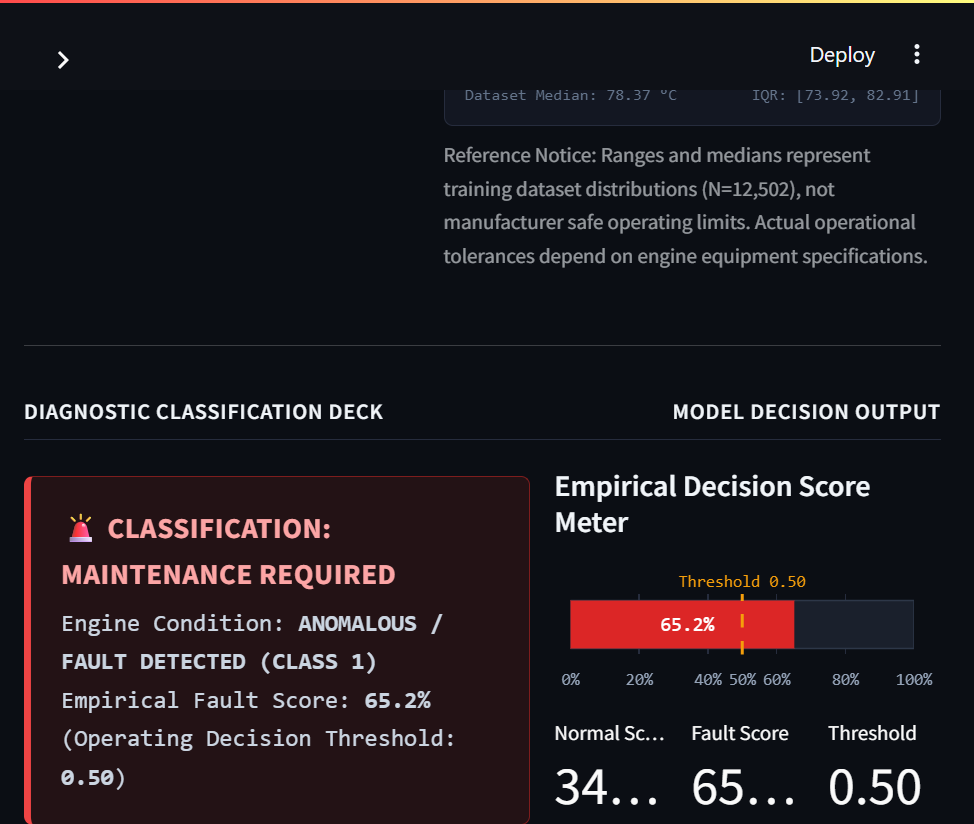 Deploy
Dataset Median: 78.37 °C
IQR: [73.92, 82.91]
Reference Notice: Ranges and medians represent
training dataset distributions (N=12,502), not
manufacturer safe operating limits. Actual operational
tolerances depend on engine equipment specifications.
DIAGNOSTIC CLASSIFICATION DECK
MODEL DECISION OUTPUT
CLASSIFICATION:
MAINTENANCE REQUIRED
Engine Condition: ANOMALOUS /
FAULT DETECTED (CLASS 1)
Empirical Fault Score: 65.2%
(Operating Decision Threshold:
0.50)
Empirical Decision Score
Meter
Threshold 0.50
65.2%
0% 20% 40% 50% 60% 80% 100%
Normal Sc... Fault Score Threshold
34... 65... 0.50